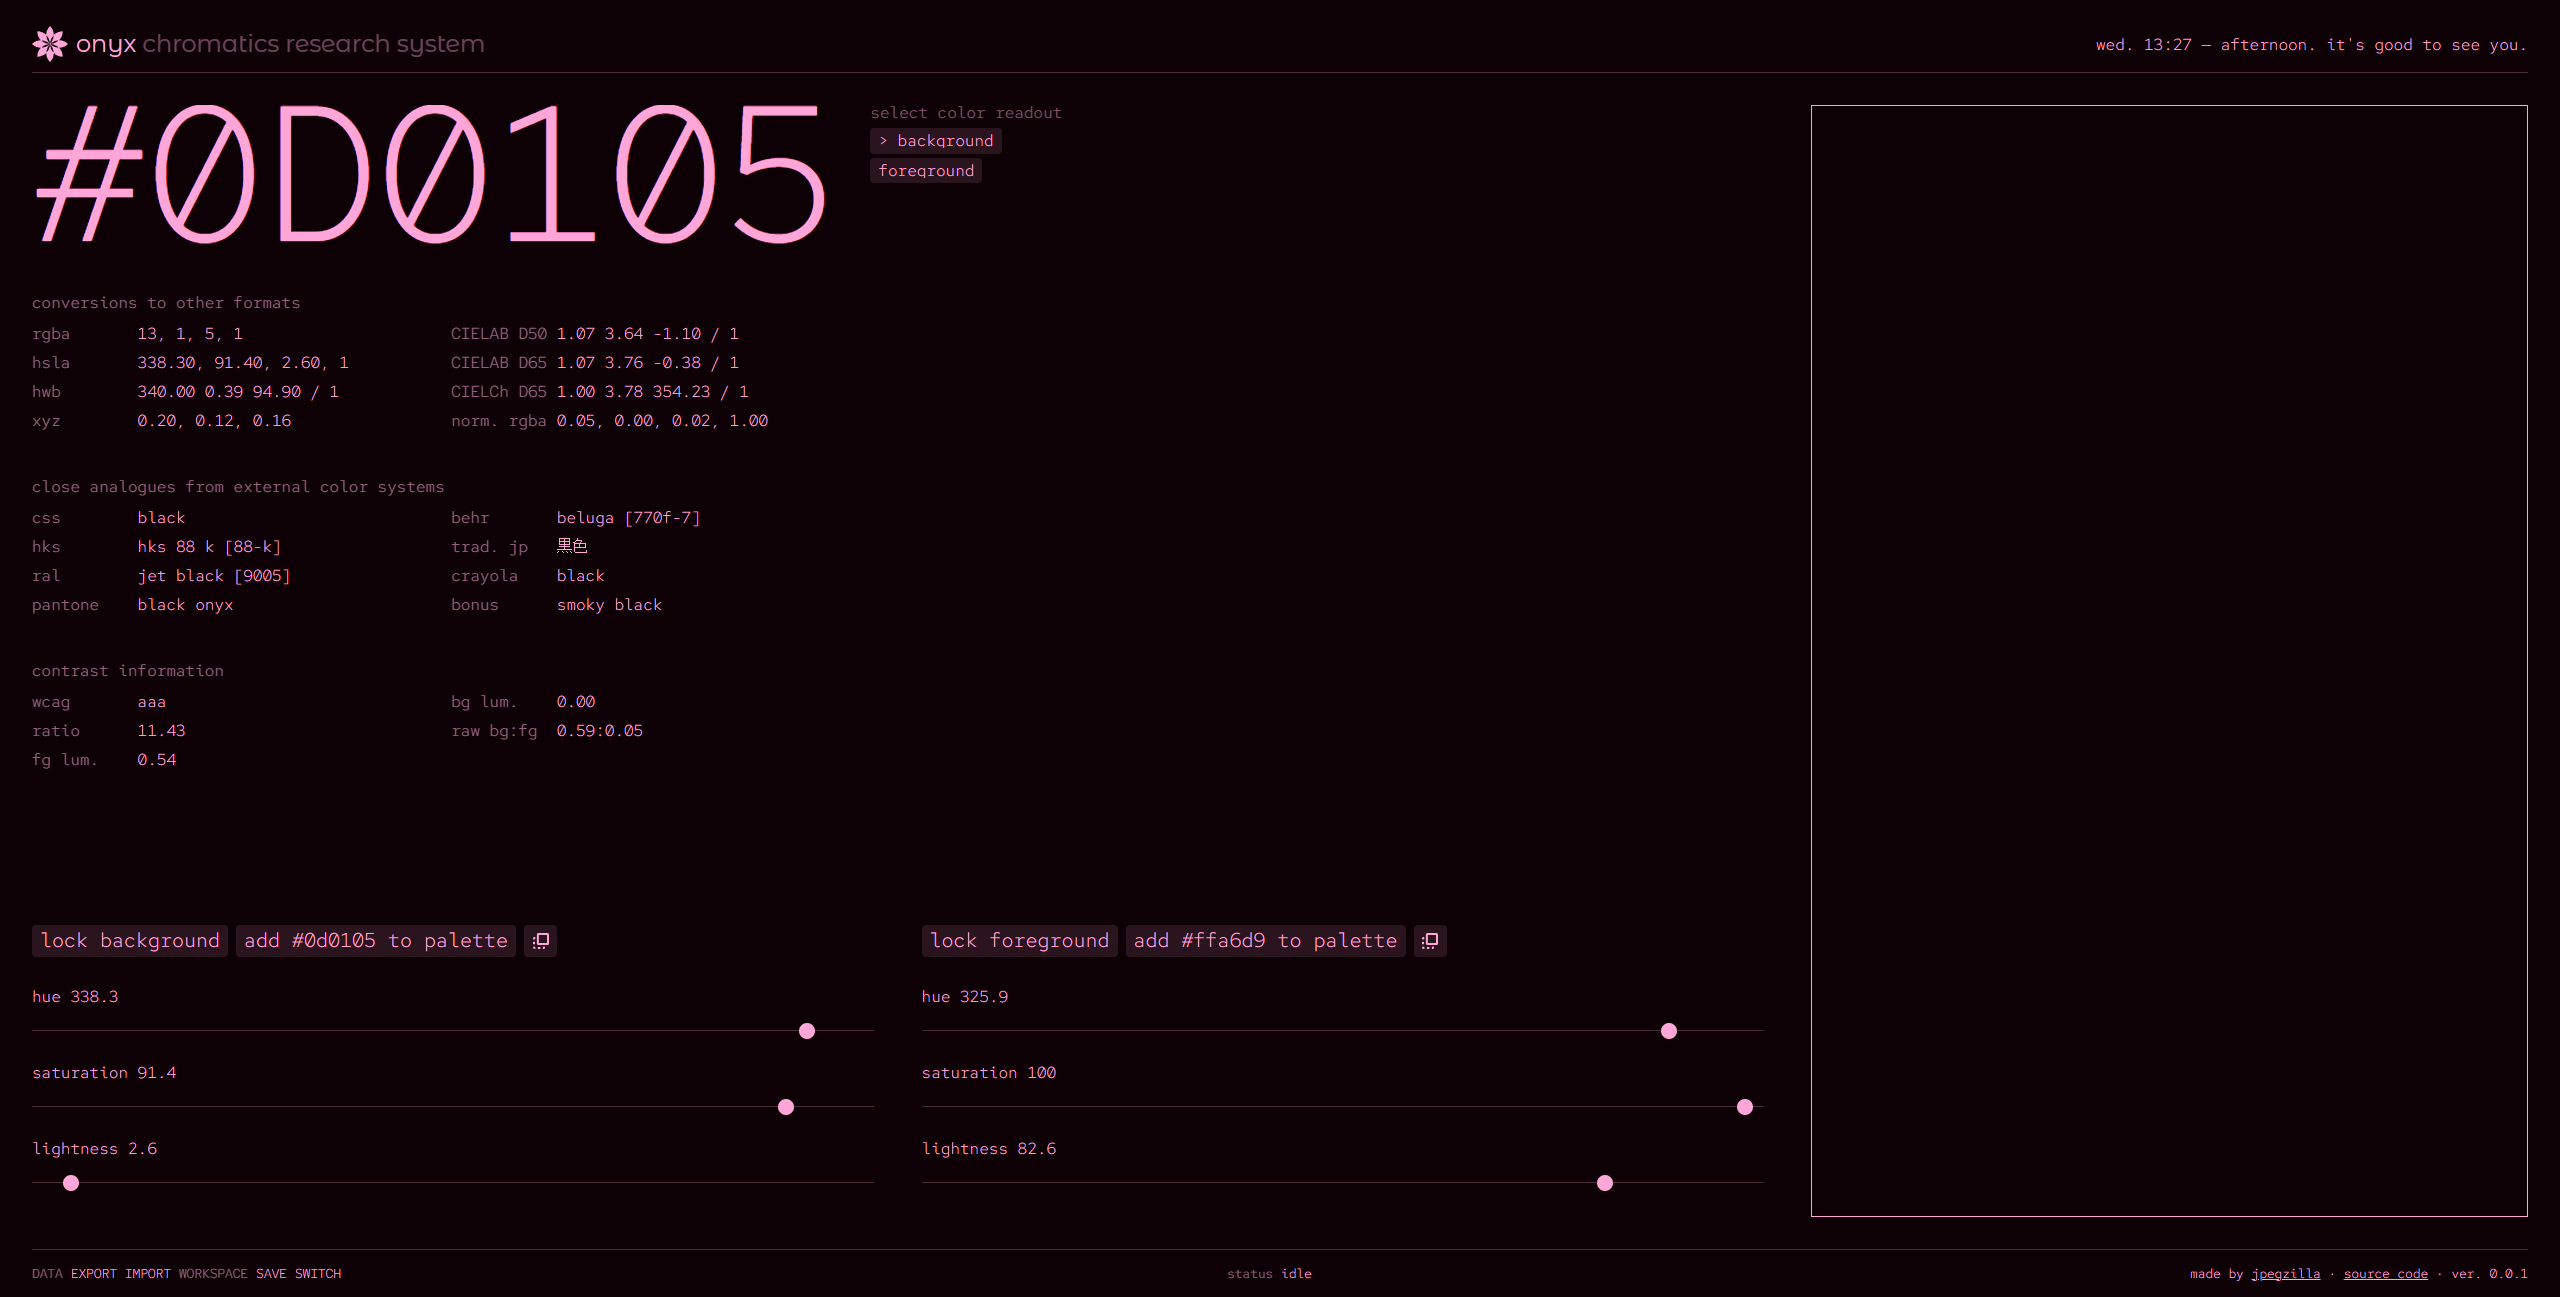 onyx chromatics research system
wed. 13:27 — afternoon. it's good to see you.
#0D0105
select color readout
> background
foreground
conversions to other formats
rgba 13, 1, 5, 1 CIELAB D50 1.07 3.64 -1.10 / 1
hsla 338.30, 91.40, 2.60, 1 CIELAB D65 1.07 3.76 -0.38 / 1
hwb 340.00 0.39 94.90 / 1 CIELCh D65 1.00 3.78 354.23 / 1
xyz 0.20, 0.12, 0.16 norm. rgba 0.05, 0.00, 0.02, 1.00
close analogues from external color systems
css black behr beluga [770f-7]
hks hks 88 k [88-k] trad. jp 黒色
ral jet black [9005] crayola black
pantone black onyx bonus smoky black
contrast information
wcag aaa bg lum. 0.00
ratio 11.43 raw bg:fg 0.59:0.05
fg lum. 0.54
lock background add #0d0105 to palette
hue 338.3
saturation 91.4
lightness 2.6
lock foreground add #ffa6d9 to palette
hue 325.9
saturation 100
lightness 82.6
DATA EXPORT IMPORT WORKSPACE SAVE SWITCH
status idle
made by jpegzilla · source code · ver. 0.0.1